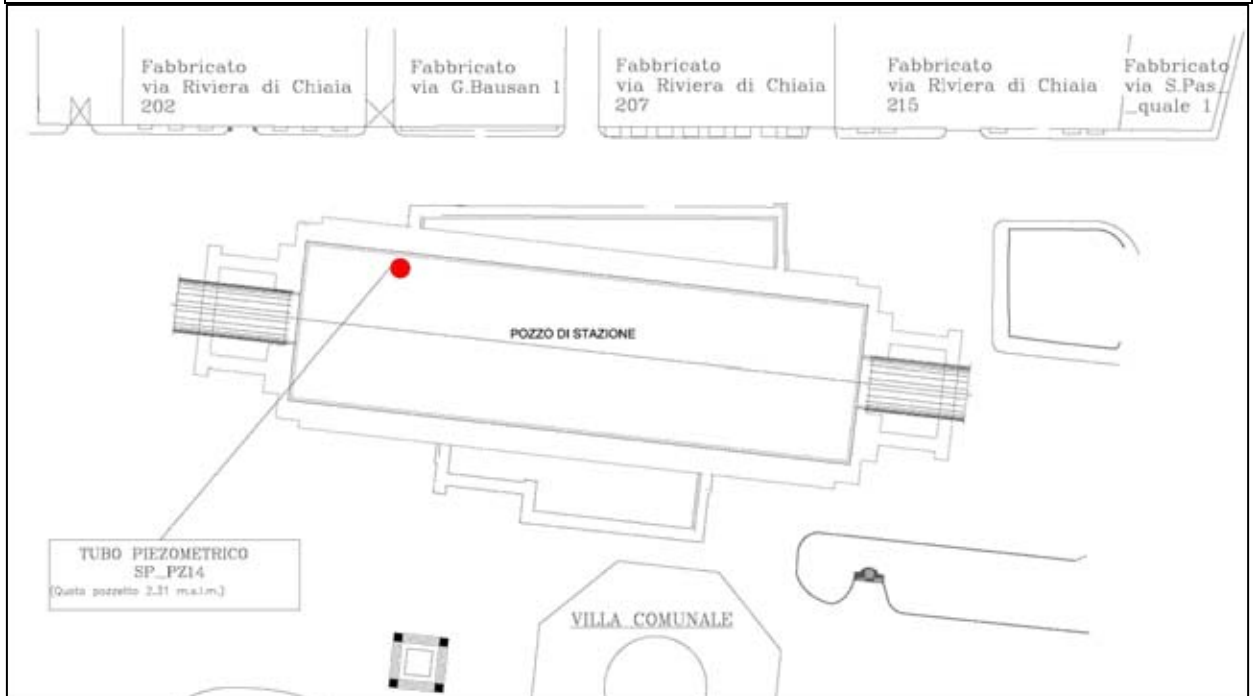 Fabbricato
via Riviera di Chiaia
202
Fabbricato
via G.Bausan 1
Fabbricato
via Riviera di Chiaia
207
Fabbricato
via Riviera di Chiaia
215
Fabbricato
via S.Pas_
_quale 1
POZZO DI STAZIONE
TUBO PIEZOMETRICO
SP_PZ14
(Quota pozzetto 2.31 m.s.l.m.)
VILLA COMUNALE